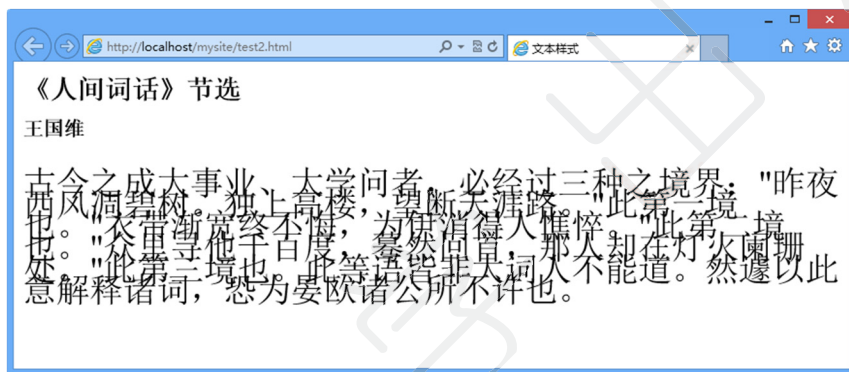 http://localhost/mysite/test2.html
文本样式
《人间词话》节选
王国维
古今之成大事业、大学问者，必经过三种之境界："昨夜
西风凋碧树。独上高楼，望断天涯路。"此第一境
也。"衣带渐宽终不悔，为伊消得人憔悴。"此第二境
也。"众里寻他千百度，蓦然回首，那人却在灯火阑珊
处。"此第三境也。此等语皆非大词人不能道。然遽以此
意解释诸词，恐为晏欧诸公所不许也。